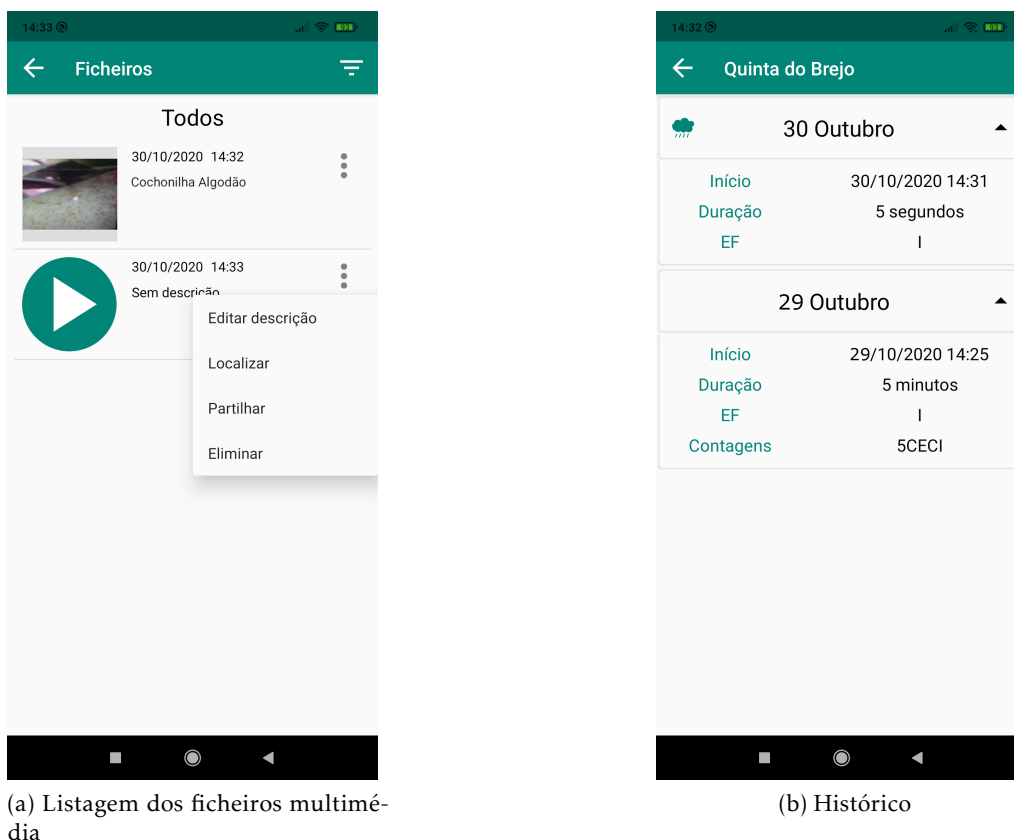 14:33
93
Ficheiros
Todos
30/10/2020 14:32
Cochonilha Algodão
30/10/2020 14:33
Sem descrição
Editar descrição
Localizar
Partilhar
Eliminar
(a) Listagem dos ficheiros multimé-
dia
14:32
93
Quinta do Brejo
30 Outubro
Início 30/10/2020 14:31
Duração 5 segundos
EF I
29 Outubro
Início 29/10/2020 14:25
Duração 5 minutos
EF I
Contagens 5CECI
(b) Histórico